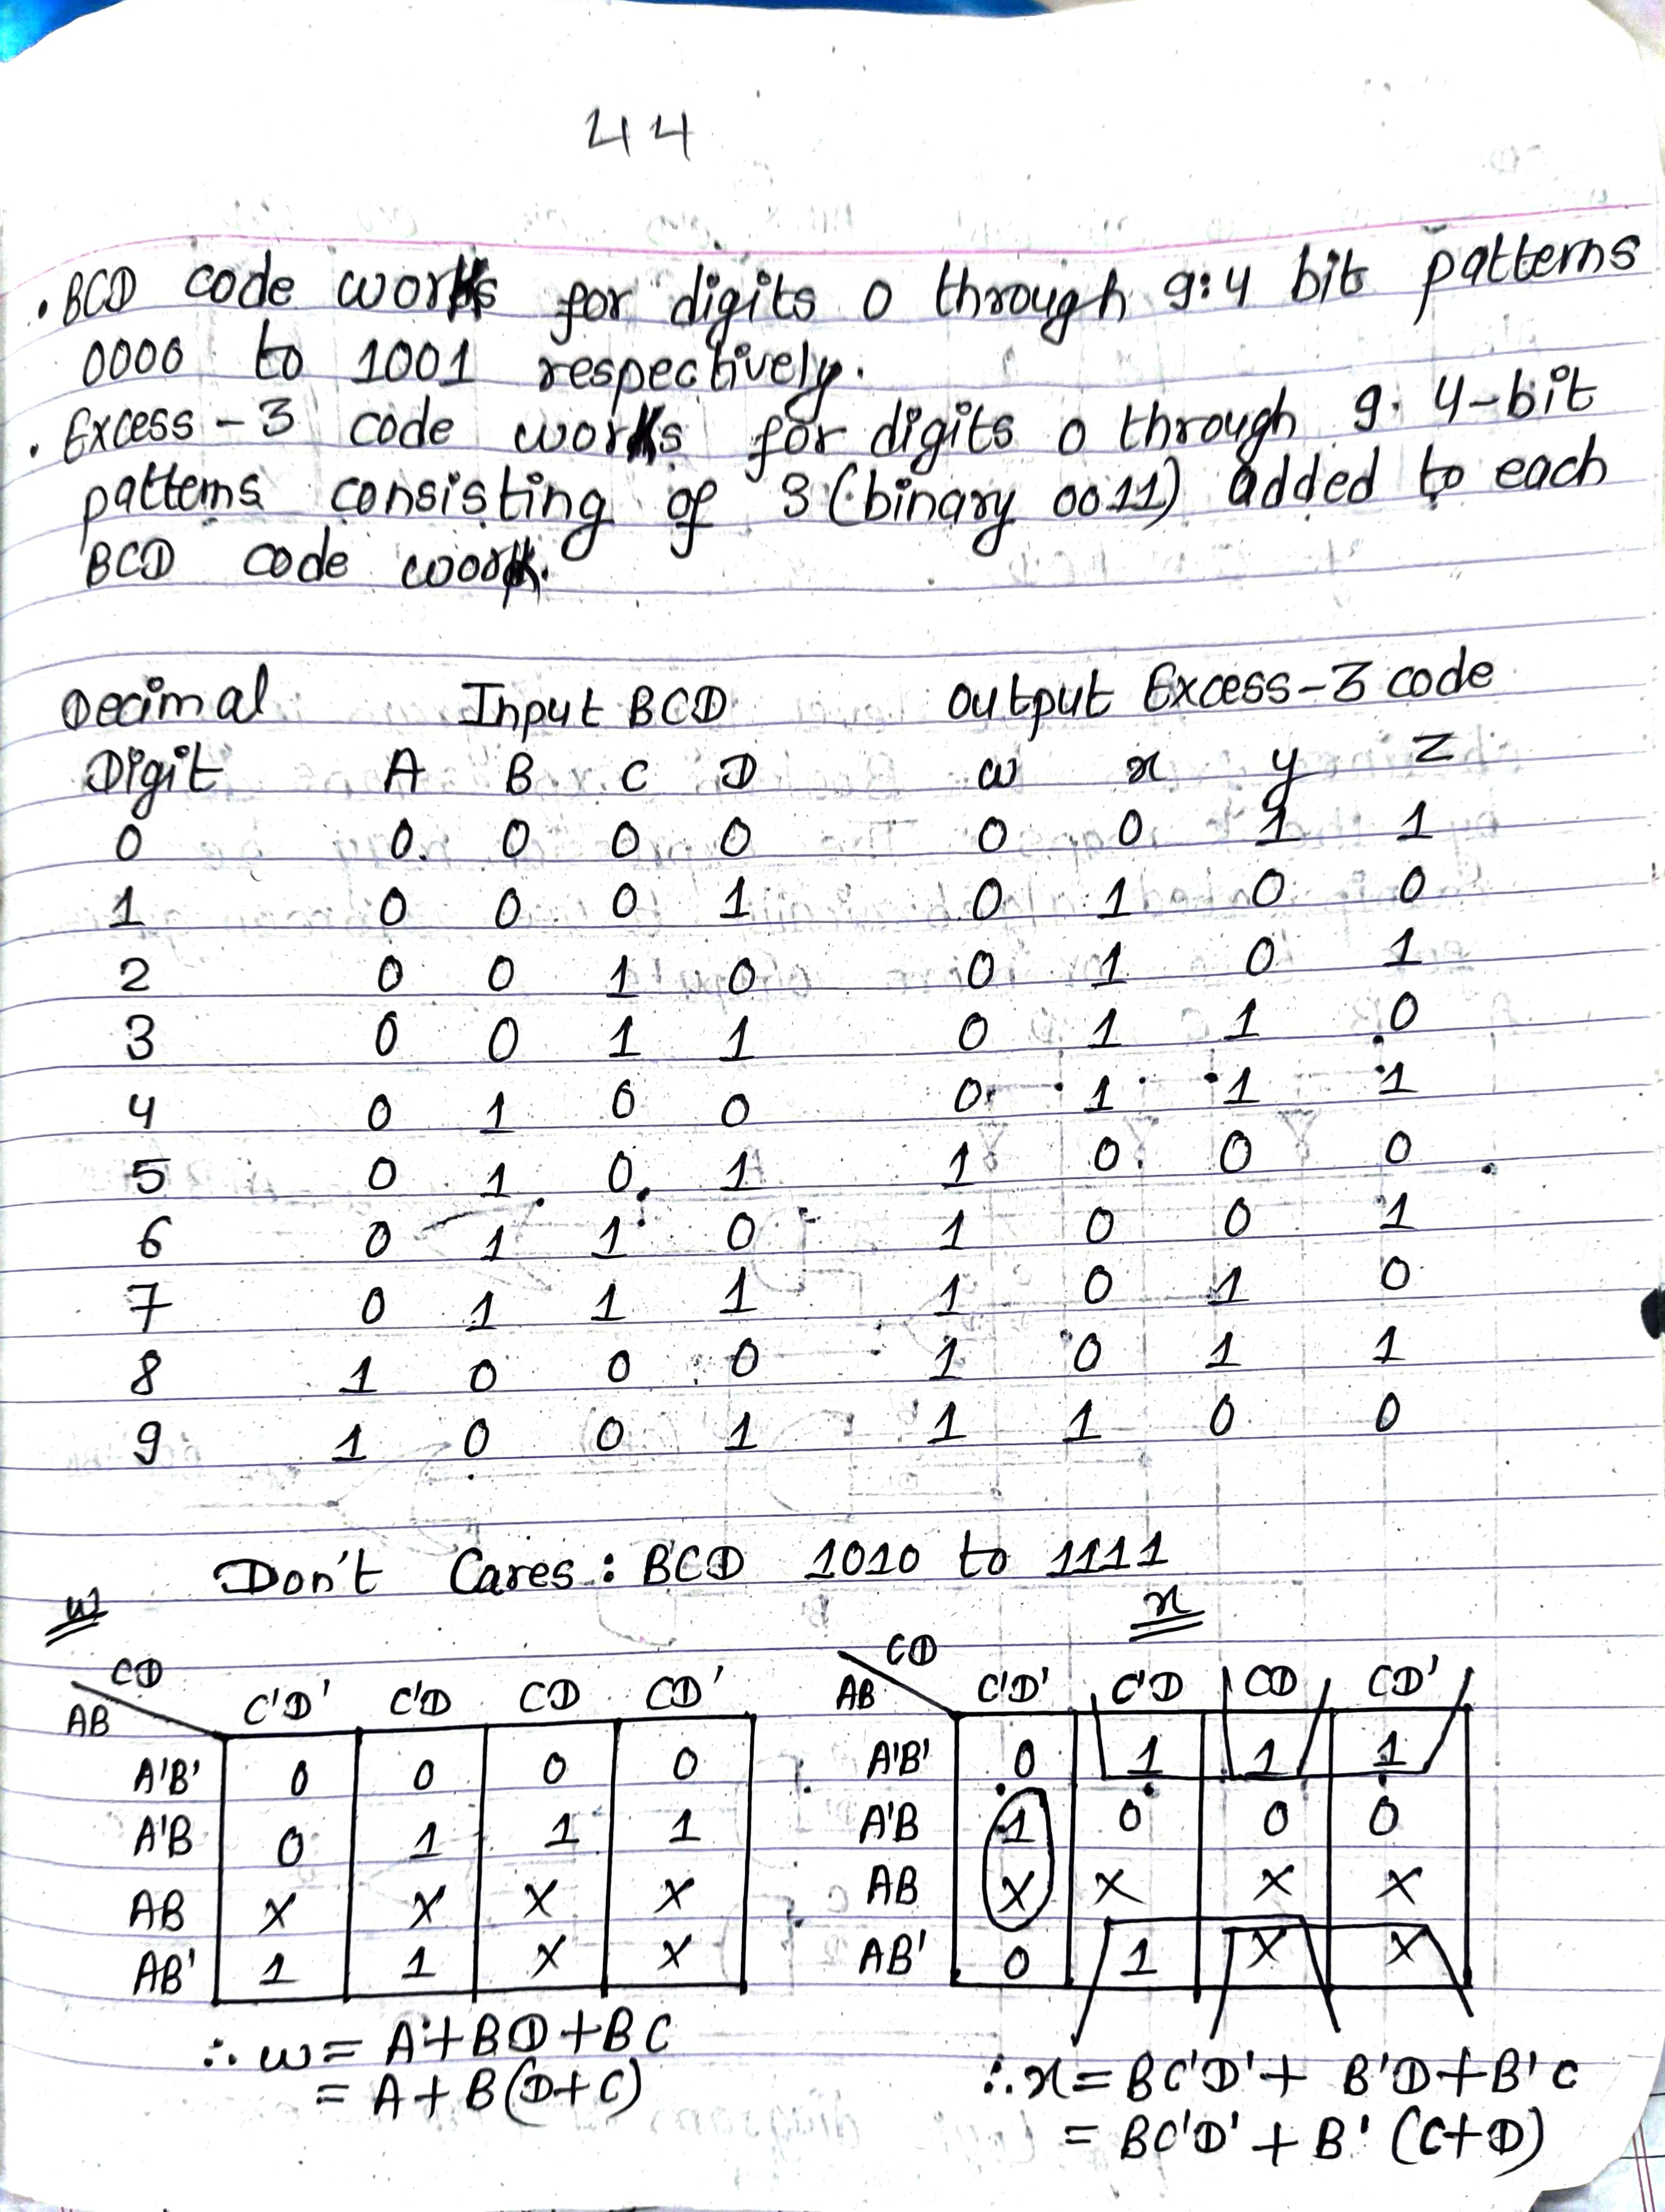 44
• BCD code works for digits 0 through 9: 4 bit patterns
0000 to 1001 respectively.
• Excess-3 code works for digits 0 through 9. 4-bit
patterns consisting of 3 (binary 0011) added to each
BCD code
Decimal Input BCD Output Excess-3 code
Digit A B C D w x y z
0 0 0 0 0 0 0 1 1
1 0 0 0 1 0 1 0 0
2 0 0 1 0 0 1 0 1
3 0 0 1 1 0 1 1 0
4 0 1 0 0 0 1 1 1
5 0 1 0 1 1 0 0 0
6 0 1 1 0 1 0 0 1
7 0 1 1 1 1 0 1 0
8 1 0 0 0 1 0 1 1
9 1 0 0 1 1 1 0 0
Don't Cares: BCD 1010 to 1111
w
CD
AB C'D' C'D CD CD'
A'B' 0 0 0 0
A'B 0 1 1 1
AB X X X X
AB' 1 1 X X
∴ w = A+BD+BC
= A+B(D+C)
x
CD
AB C'D' C'D CD CD'
A'B' 0 1 1 1
A'B 1 0 0 0
AB X X X X
AB' 0 1 X X
∴ x = BC'D' + B'D+B'C
= BC'D' + B' (C+D)